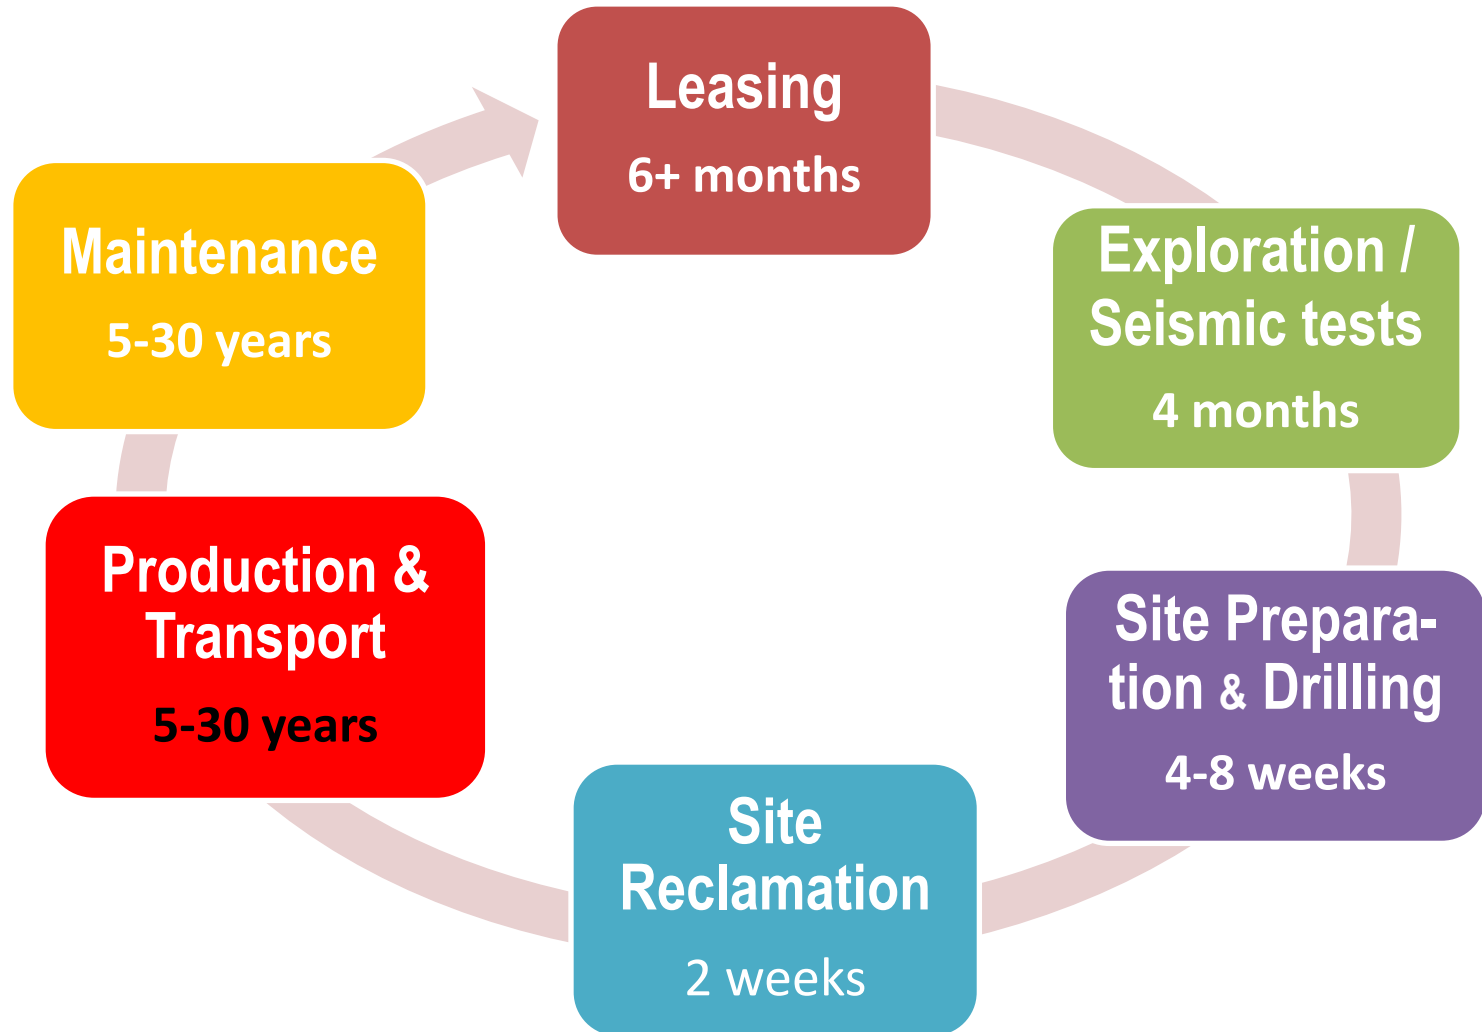 Leasing
6+ months
Exploration /
Seismic tests
4 months
Site Prepara-
tion & Drilling
4-8 weeks
Site
Reclamation
2 weeks
Production &
Transport
5-30 years
Maintenance
5-30 years